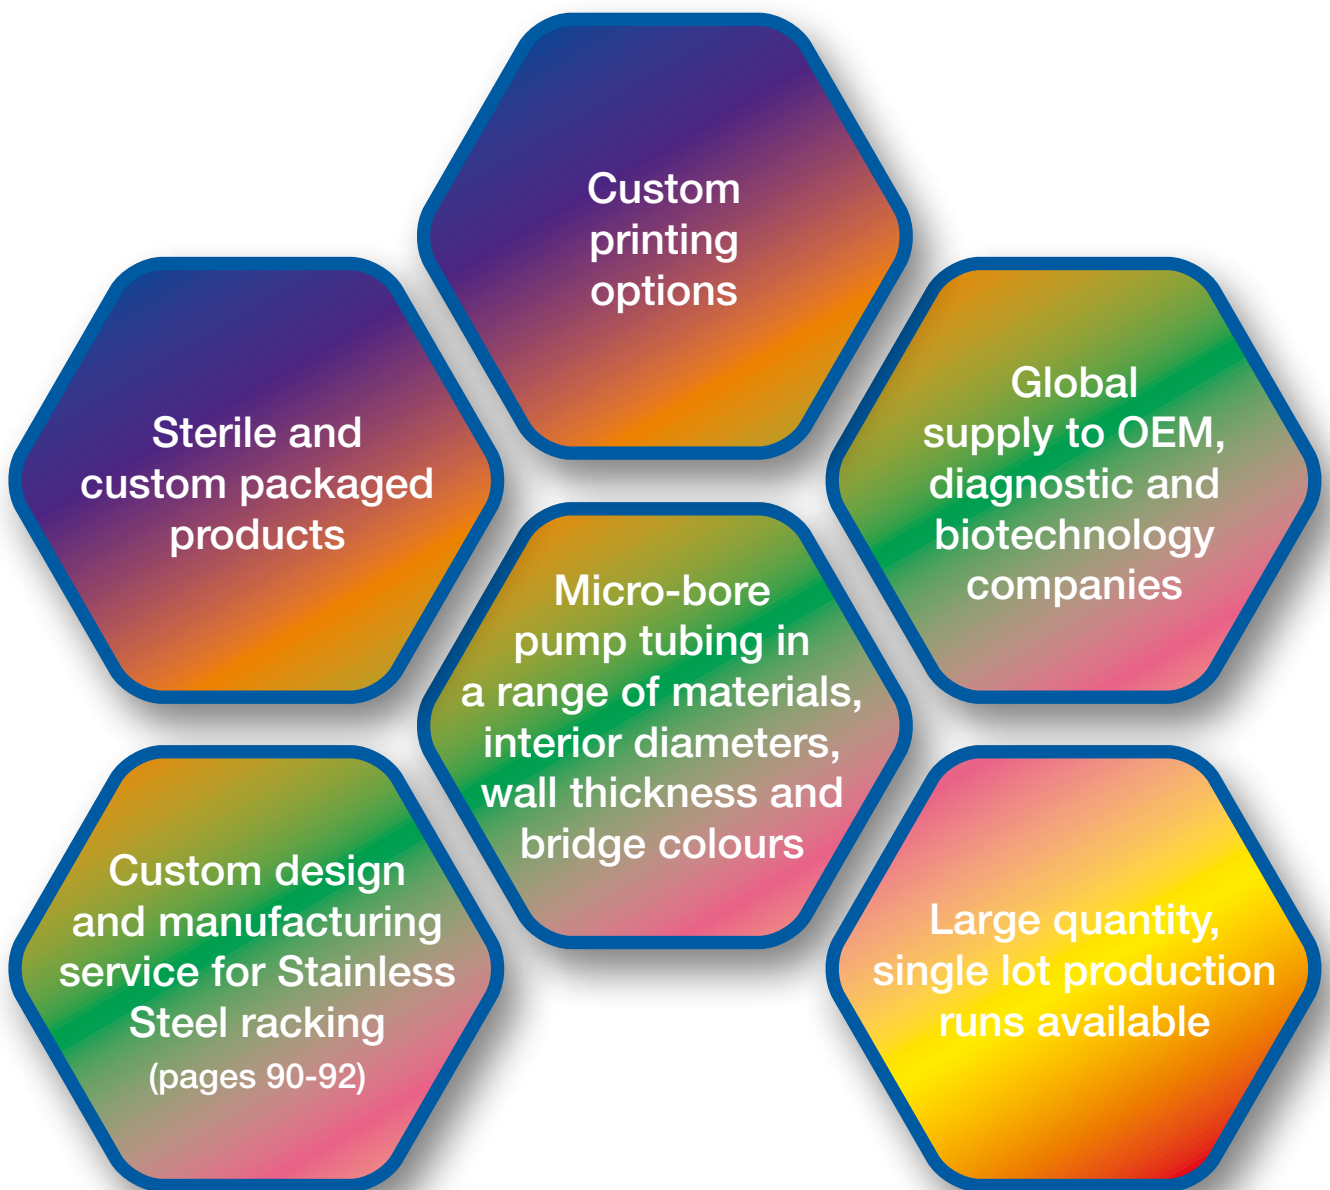 Custom
printing
options
Sterile and
custom packaged
products
Global
supply to OEM,
diagnostic and
biotechnology
companies
Micro-bore
pump tubing in
a range of materials,
interior diameters,
wall thickness and
bridge colours
Custom design
and manufacturing
service for Stainless
Steel racking
(pages 90-92)
Large quantity,
single lot production
runs available